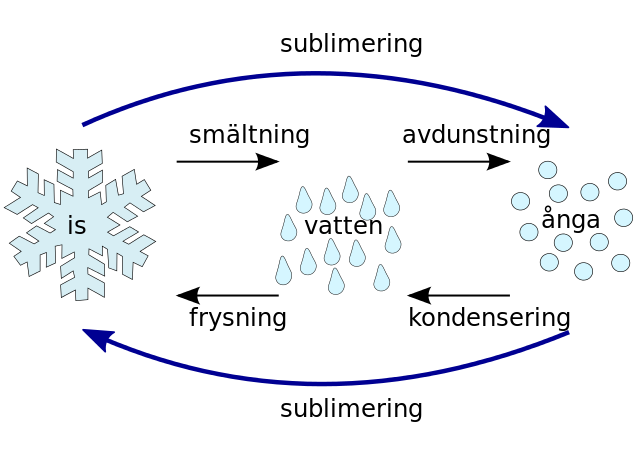 sublimering
smältning
avdunstning
is
vatten
ånga
frysning
kondensering
sublimering